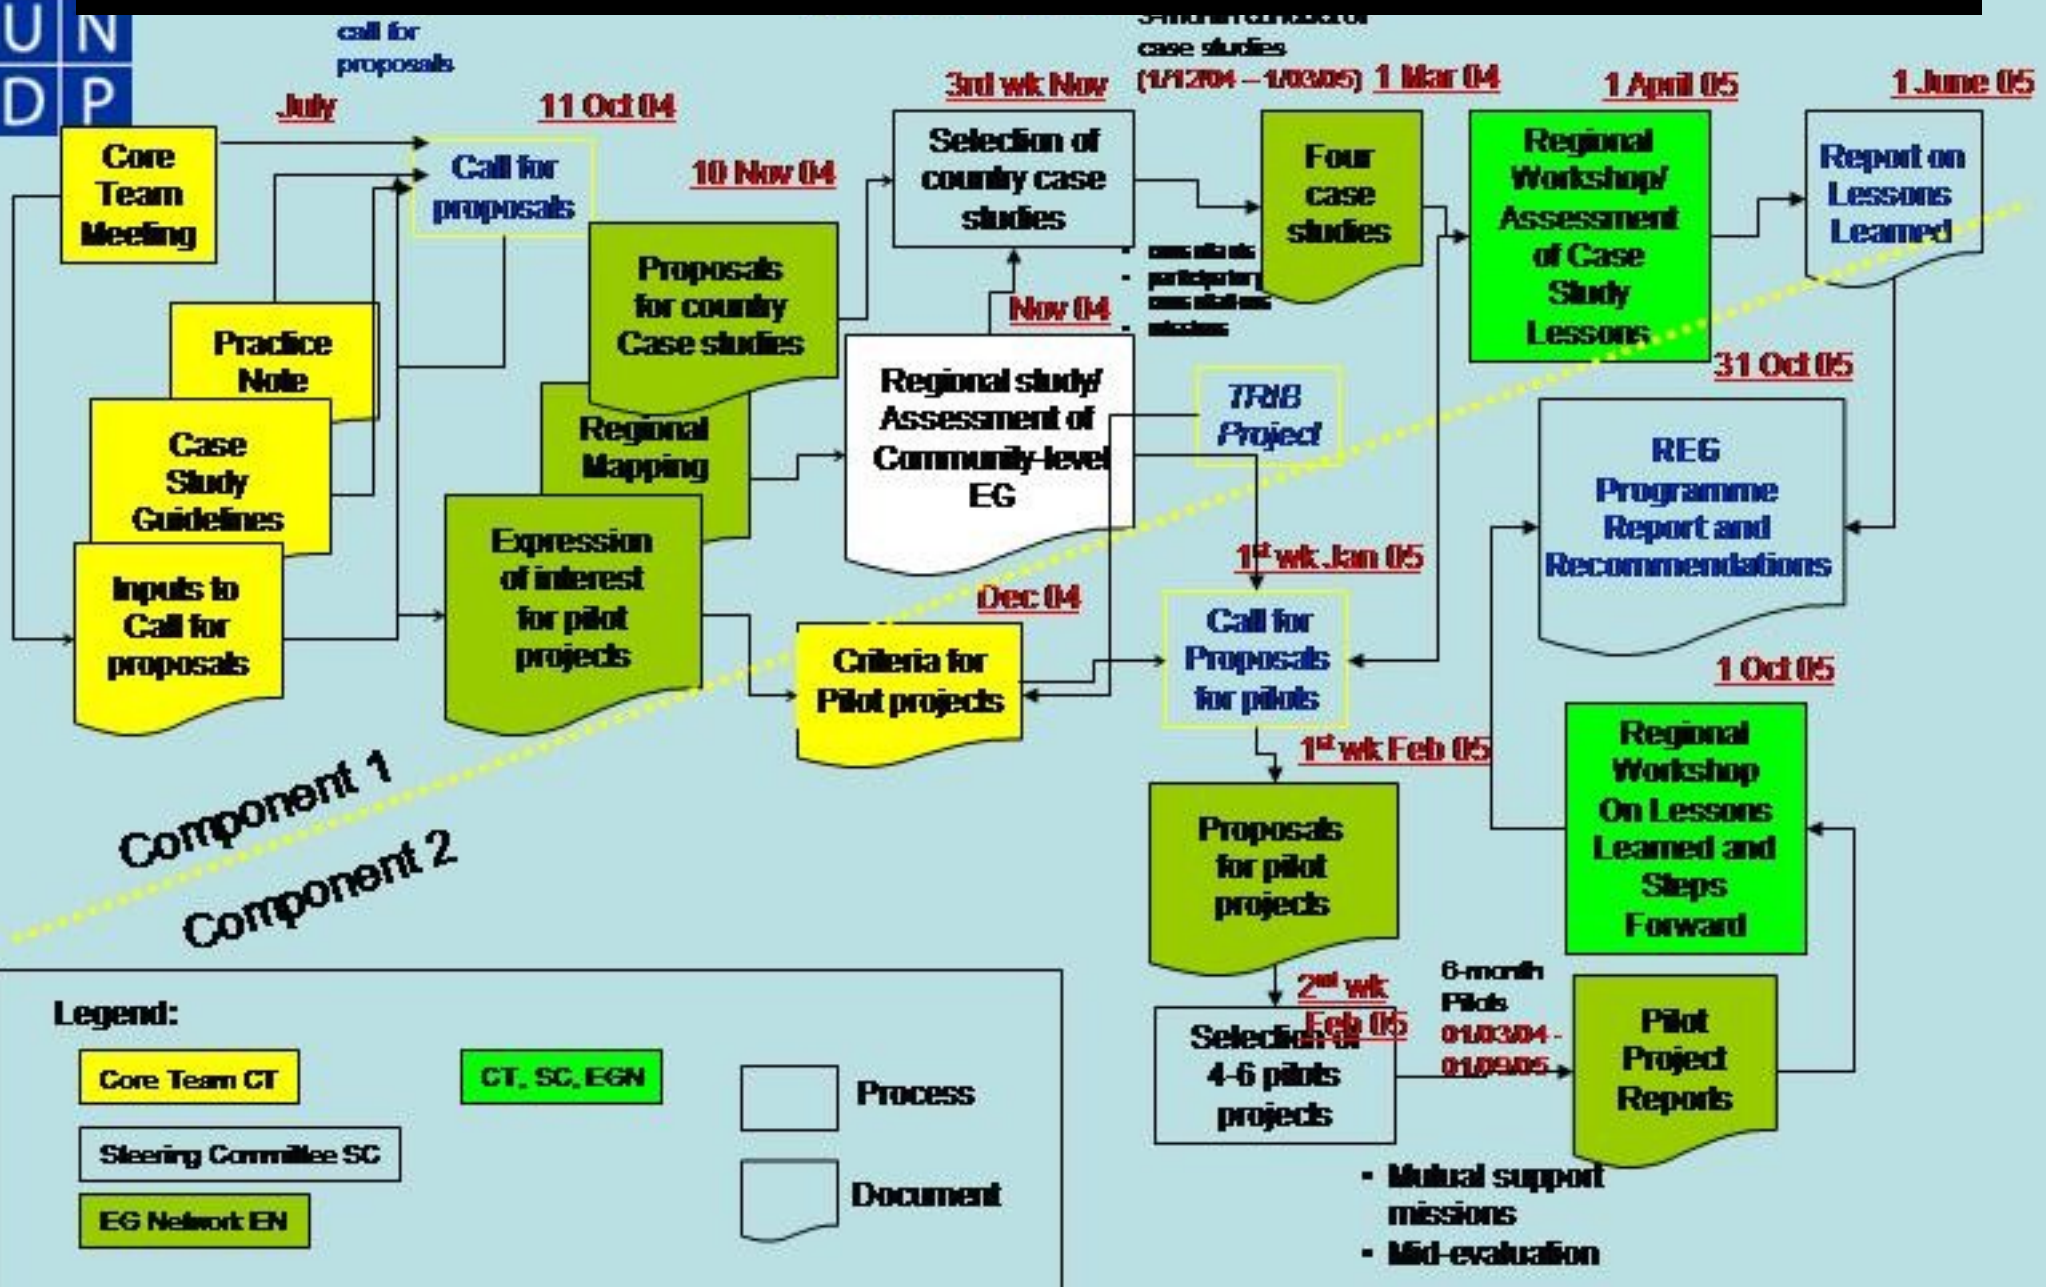 U N
D P
call for
proposals
case studies
(1/12/04 – 1/03/05)
July
11 Oct 04
10 Nov 04
3rd wk Nov
1 Mar 04
1 April 05
1 June 05
Core
Team
Meeting
Call for
proposals
Practice
Note
Case
Study
Guidelines
Inputs to
Call for
proposals
Proposals
for country
Case studies
Regional
Mapping
Expression
of interest
for pilot
projects
Selection of
country case
studies
Nov 04
Regional study/
Assessment of
Community-level
EG
consultants
participatory
consultations
missions
Four
case
studies
Regional
Workshop/
Assessment
of Case
Study
Lessons
Report on
Lessons
Learned
TRIB
Project
31 Oct 05
REG
Programme
Report and
Recommendations
Dec 04
Criteria for
Pilot projects
1st wk Jan 05
Call for
Proposals
for pilots
1st wk Feb 05
Proposals
for pilot
projects
2nd wk
Feb 05
Selection of
4-6 pilots
projects
6-month
Pilots
01/03/04 -
01/09/05
Pilot
Project
Reports
1 Oct 05
Regional
Workshop
On Lessons
Learned and
Steps
Forward
▪ Mutual support
missions
▪ Mid-evaluation
Component 1
Component 2
Legend:
Core Team CT
CT, SC, EGN
Steering Committee SC
EG Network EN
Process
Document